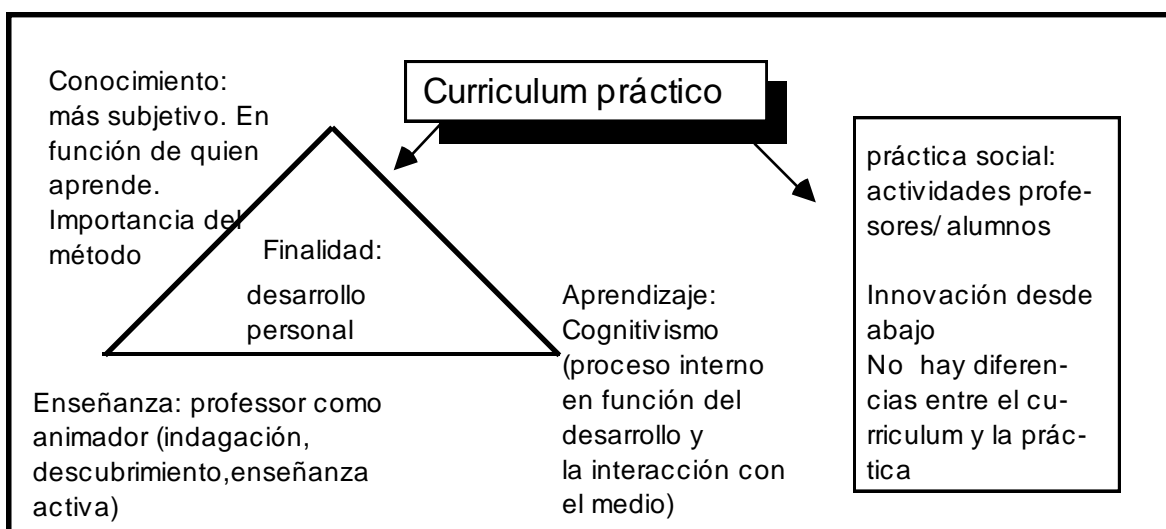 Curriculum práctico
Conocimiento:
más subjetivo. En
función de quien
aprende.
Importancia del
método
Finalidad:
desarrollo
personal
Enseñanza: professor como
animador (indagación,
descubrimiento,enseñanza
activa)
Aprendizaje:
Cognitivismo
(proceso interno
en función del
desarrollo y
la interacción con
el medio)
práctica social:
actividades profe-
sores/ alumnos
Innovación desde
abajo
No hay diferen-
cias entre el cu-
rriculum y la prác-
tica